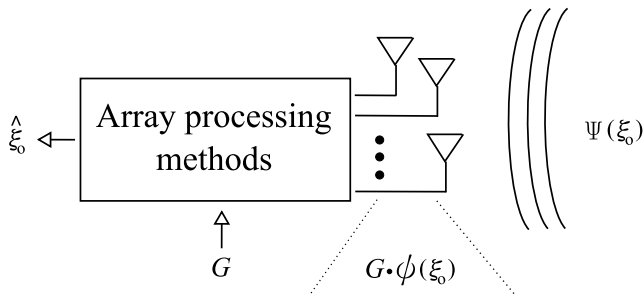 Array processing
methods
ξ̂ₒ
Ψ(ξₒ)
G
G·ψ(ξₒ)